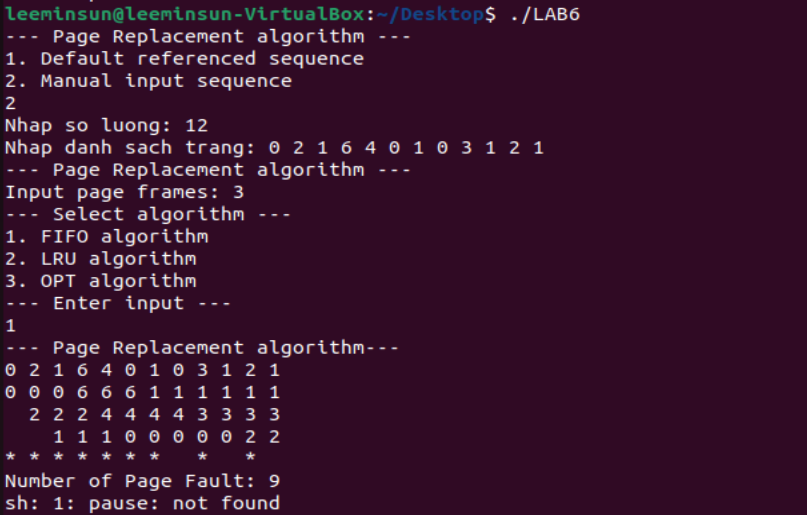 leeminsun@leeminsun-VirtualBox:~/Desktop$ ./LAB6
--- Page Replacement algorithm ---
1. Default referenced sequence
2. Manual input sequence
2
Nhap so luong: 12
Nhap danh sach trang: 0 2 1 6 4 0 1 0 3 1 2 1
--- Page Replacement algorithm ---
Input page frames: 3
--- Select algorithm ---
1. FIFO algorithm
2. LRU algorithm
3. OPT algorithm
--- Enter input ---
1
--- Page Replacement algorithm---
0 2 1 6 4 0 1 0 3 1 2 1
0 0 0 6 6 6 1 1 1 1 1 1
  2 2 2 4 4 4 4 3 3 3 3
    1 1 1 0 0 0 0 0 2 2
* * * * * * *   *   *
Number of Page Fault: 9
sh: 1: pause: not found